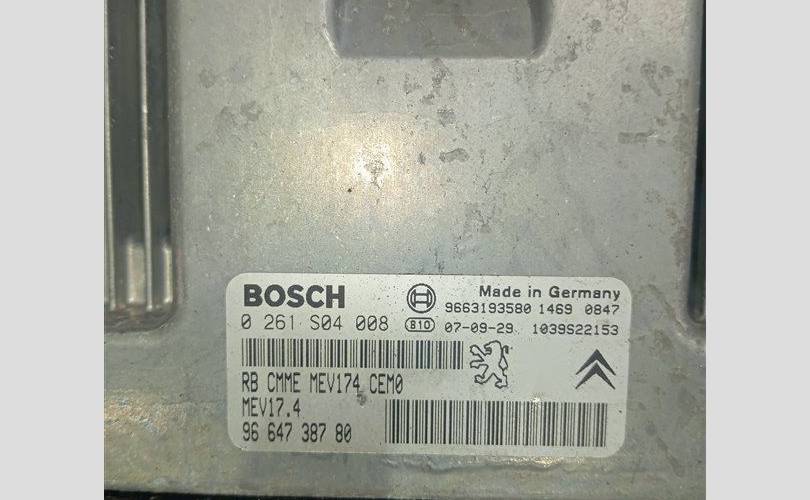 BOSCH
Made in Germany
9663193580 1469 0847
0 261 S04 008 810 07-09-29 1039S22153
RB CMME MEV174 CEM0
MEV17.4
96 647 387 80